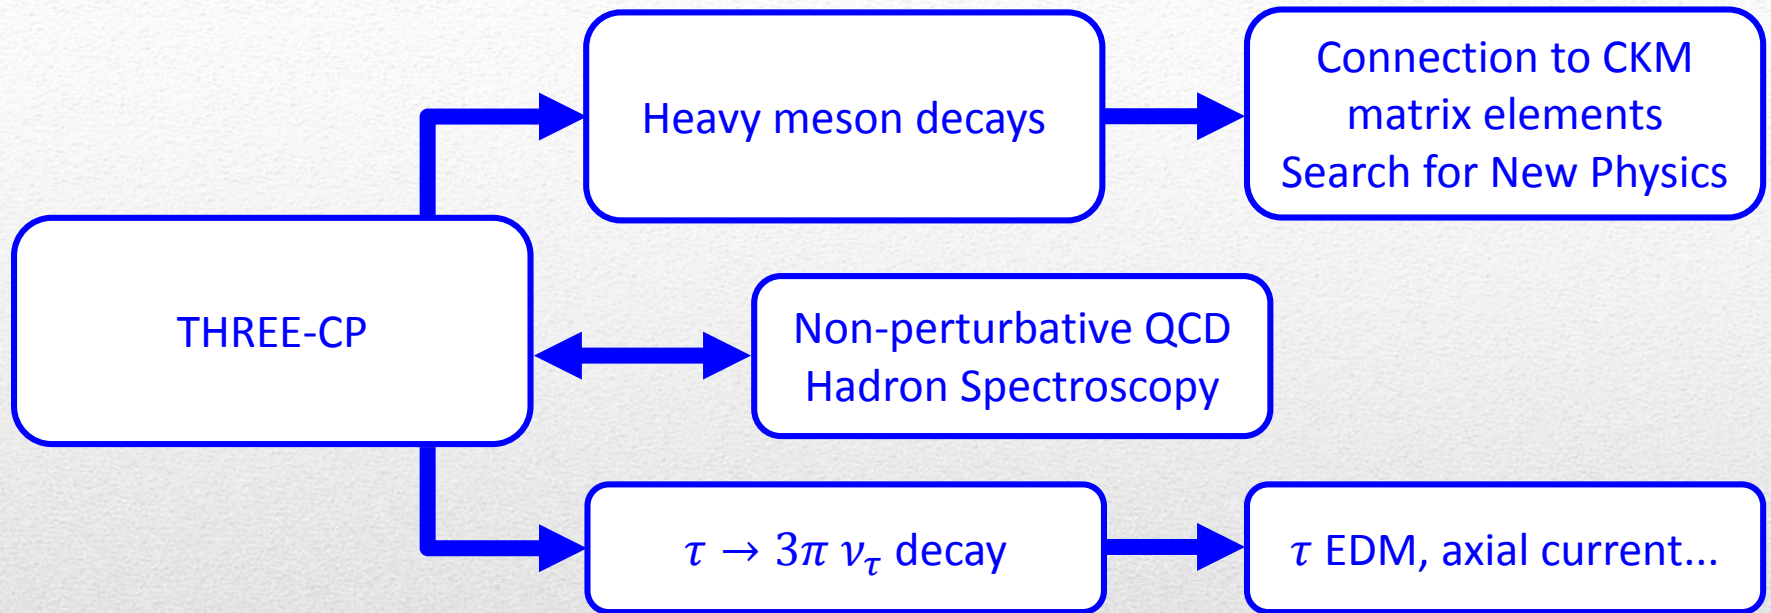 Heavy meson decays
Connection to CKM
matrix elements
Search for New Physics
THREE-CP
Non-perturbative QCD
Hadron Spectroscopy
τ → 3π ν_τ decay
τ EDM, axial current...